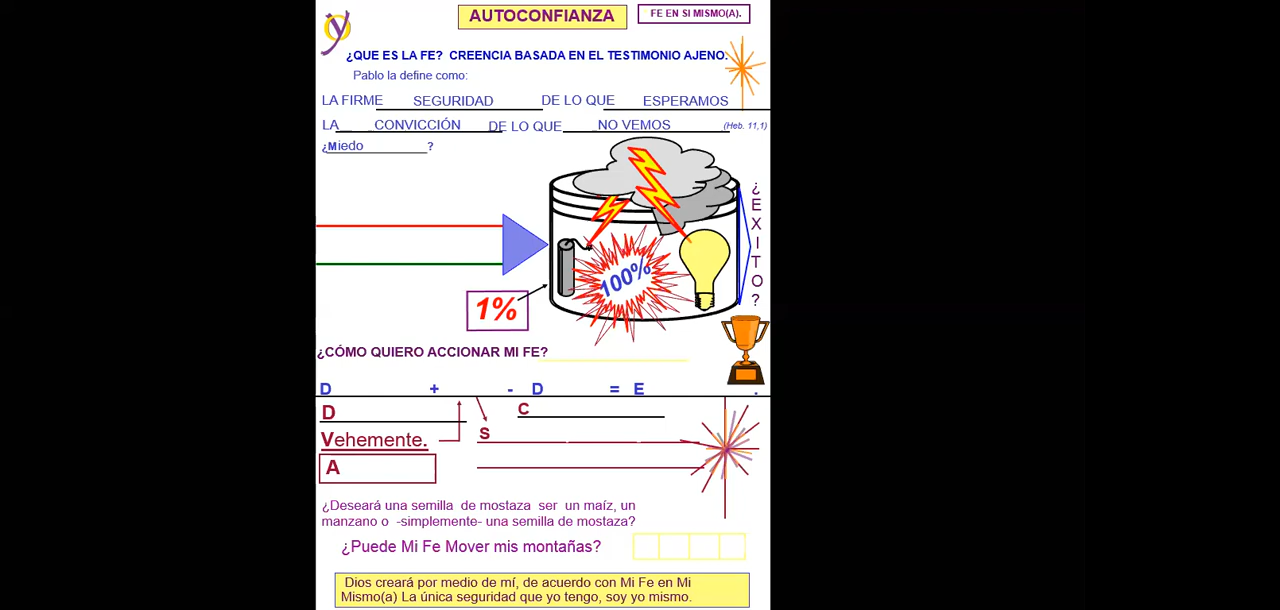 AUTOCONFIANZA
FE EN SI MISMO(A).
¿QUE ES LA FE? CREENCIA BASADA EN EL TESTIMONIO AJENO.
Pablo la define como:
LA FIRME SEGURIDAD DE LO QUE ESPERAMOS
LA__ CONVICCIÓN DE LO QUE NO VEMOS (Heb. 11,1)
¿Miedo ?
¿EXITO?
100%
1%
¿CÓMO QUIERO ACCIONAR MI FE?
D + - D = E .
D C
Vehemente. S
A
¿Deseará una semilla de mostaza ser un maíz, un
manzano o -simplemente- una semilla de mostaza?
¿Puede Mi Fe Mover mis montañas?
Dios creará por medio de mí, de acuerdo con Mi Fe en Mi
Mismo(a) La única seguridad que yo tengo, soy yo mismo.